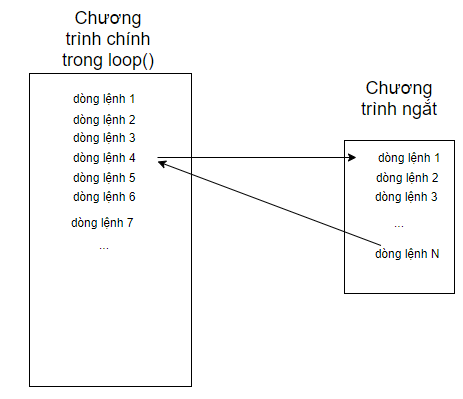 Chương
trình chính
trong loop()
dòng lệnh 1
dòng lệnh 2
dòng lệnh 3
dòng lệnh 4
dòng lệnh 5
dòng lệnh 6
dòng lệnh 7
...
Chương
trình ngắt
dòng lệnh 1
dòng lệnh 2
dòng lệnh 3
...
dòng lệnh N